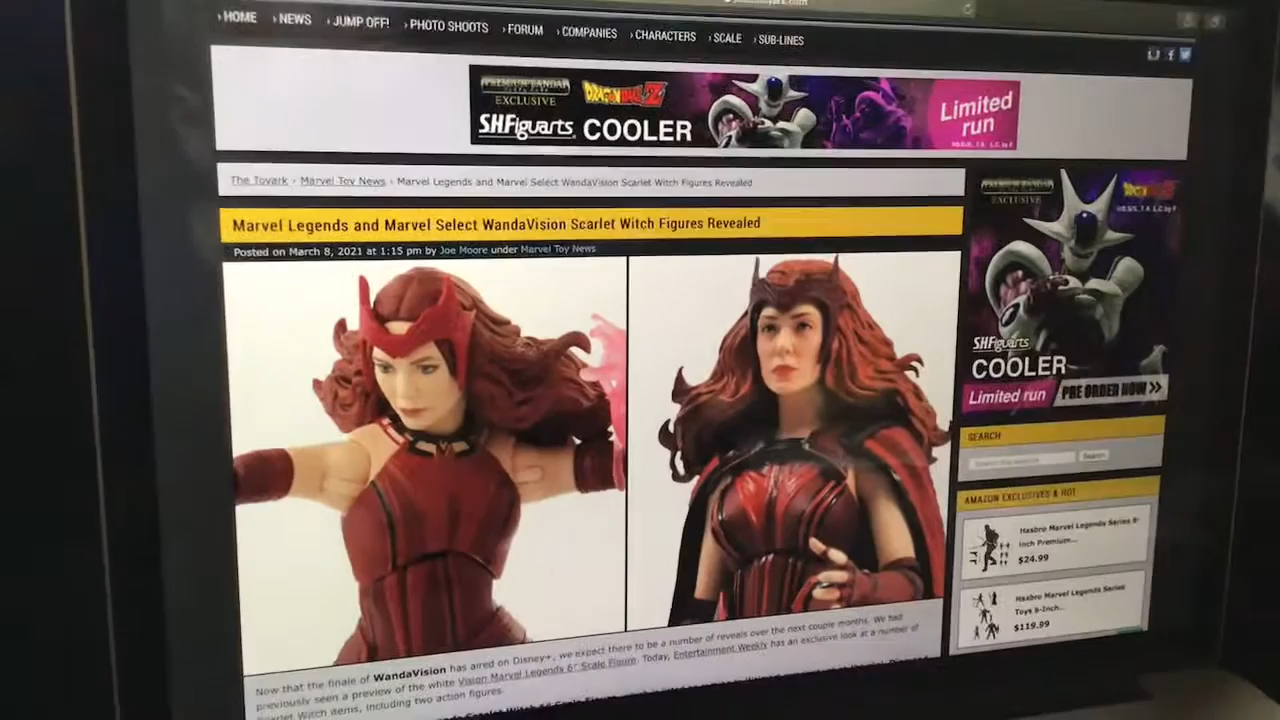 › HOME › NEWS › JUMP OFF! › PHOTO SHOOTS › FORUM › COMPANIES › CHARACTERS › SCALE › SUB-LINES
PREMIUM BANDAI
EXCLUSIVE
DRAGONBALL Z
S.H.Figuarts COOLER
Limited
run
The Toyark › Marvel Toy News › Marvel Legends and Marvel Select WandaVision Scarlet Witch Figures Revealed
Marvel Legends and Marvel Select WandaVision Scarlet Witch Figures Revealed
Posted on March 8, 2021 at 1:15 pm by Joe Moore under Marvel Toy News
PREMIUM BANDAI
EXCLUSIVE
S.H.Figuarts
COOLER
Limited run PRE ORDER NOW >>
SEARCH
Search
AMAZON EXCLUSIVES & HOT
Hasbro Marvel Legends Series 6-
Inch Premium...
$24.99
Hasbro Marvel Legends Series
Toys 6-Inch...
$119.99
Now that the finale of WandaVision has aired on Disney+, we expect there to be a number of reveals over the next couple months. We had
previously seen a preview of the white Vision Marvel Legends 6" Scale Figure. Today, Entertainment Weekly has an exclusive look at a number of
Scarlet Witch items, including two action figures.